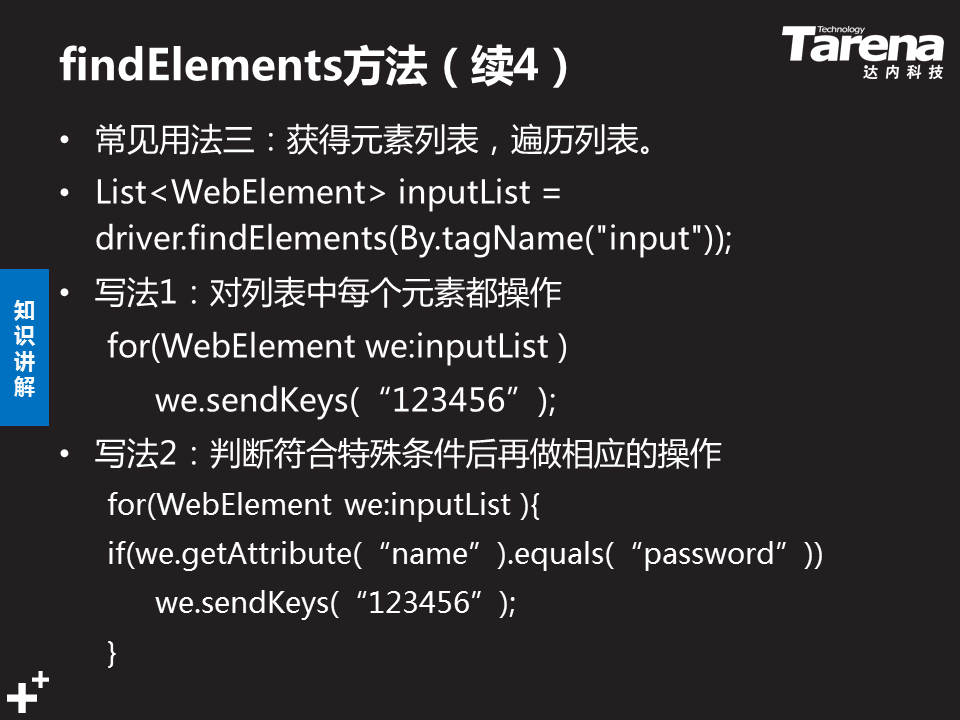 findElements方法（续4）
Technology
Tarena
达内科技
• 常见用法三：获得元素列表，遍历列表。
• List<WebElement> inputList =
driver.findElements(By.tagName("input"));
• 写法1：对列表中每个元素都操作
for(WebElement we:inputList )
we.sendKeys(“123456”);
• 写法2：判断符合特殊条件后再做相应的操作
for(WebElement we:inputList ){
if(we.getAttribute(“name”).equals(“password”))
we.sendKeys(“123456”);
}
知
识
讲
解